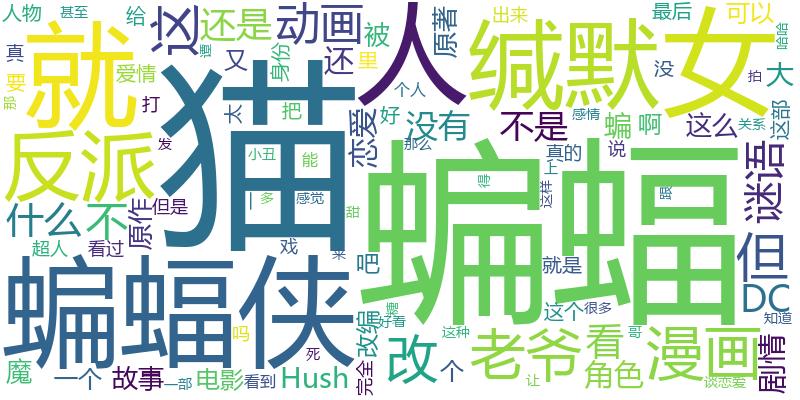 人物
甚至
给
这
还是
动画
人
原著
出来
缄默
女
最后
可以
就
猫
真
要
爱情
又
身份
还
被
里
哈哈
没
大
那
打
太
把
恋爱
好
个人
感情
蝙
啊
这么
拍
这部
反派
发
小丑
能
没有
那么
不是
真的
说
关系
谜语
什么
不
原作
但是
多
感觉
甜
蝙蝠
得
上
这样
跟
但
超人
看过
戏
吧
就是
DC
蝙蝠侠
吗
改编
好看
这个
很多
知道
改
这种
哥
老爷
看
漫画
剧情
魔
一个
故事
一部
电影
看到
Hush
死
完全
个
让
角色
谈恋爱